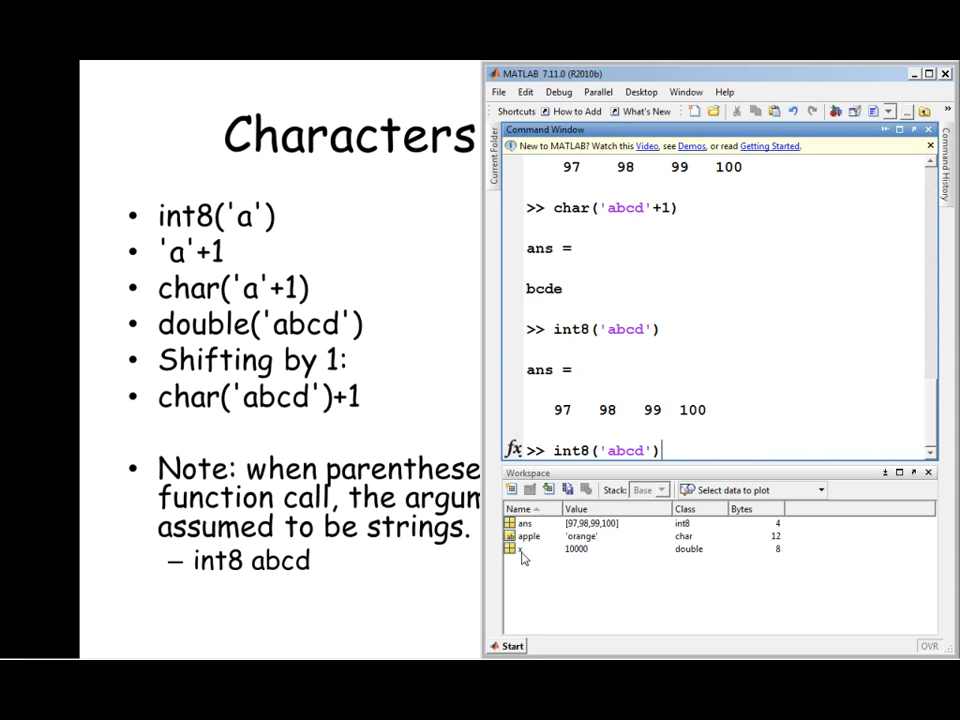 Characters
• int8('a')
• 'a'+1
• char('a'+1)
• double('abcd')
• Shifting by 1:
• char('abcd')+1
• Note: when parenthese
function call, the argum
assumed to be strings.
– int8 abcd
MATLAB 7.11.0 (R2010b)
File Edit Debug Parallel Desktop Window Help
Shortcuts How to Add What's New ... »
Current Folder
Command Window
Command History
New to MATLAB? Watch this Video, see Demos, or read Getting Started.
97 98 99 100
>> char('abcd'+1)
ans =
bcde
>> int8('abcd')
ans =
97 98 99 100
fx >> int8('abcd')
Workspace
Stack: Base Select data to plot
Name Value Class Bytes
ans [97,98,99,100] int8 4
ab apple 'orange' char 12
x 10000 double 8
Start OVR